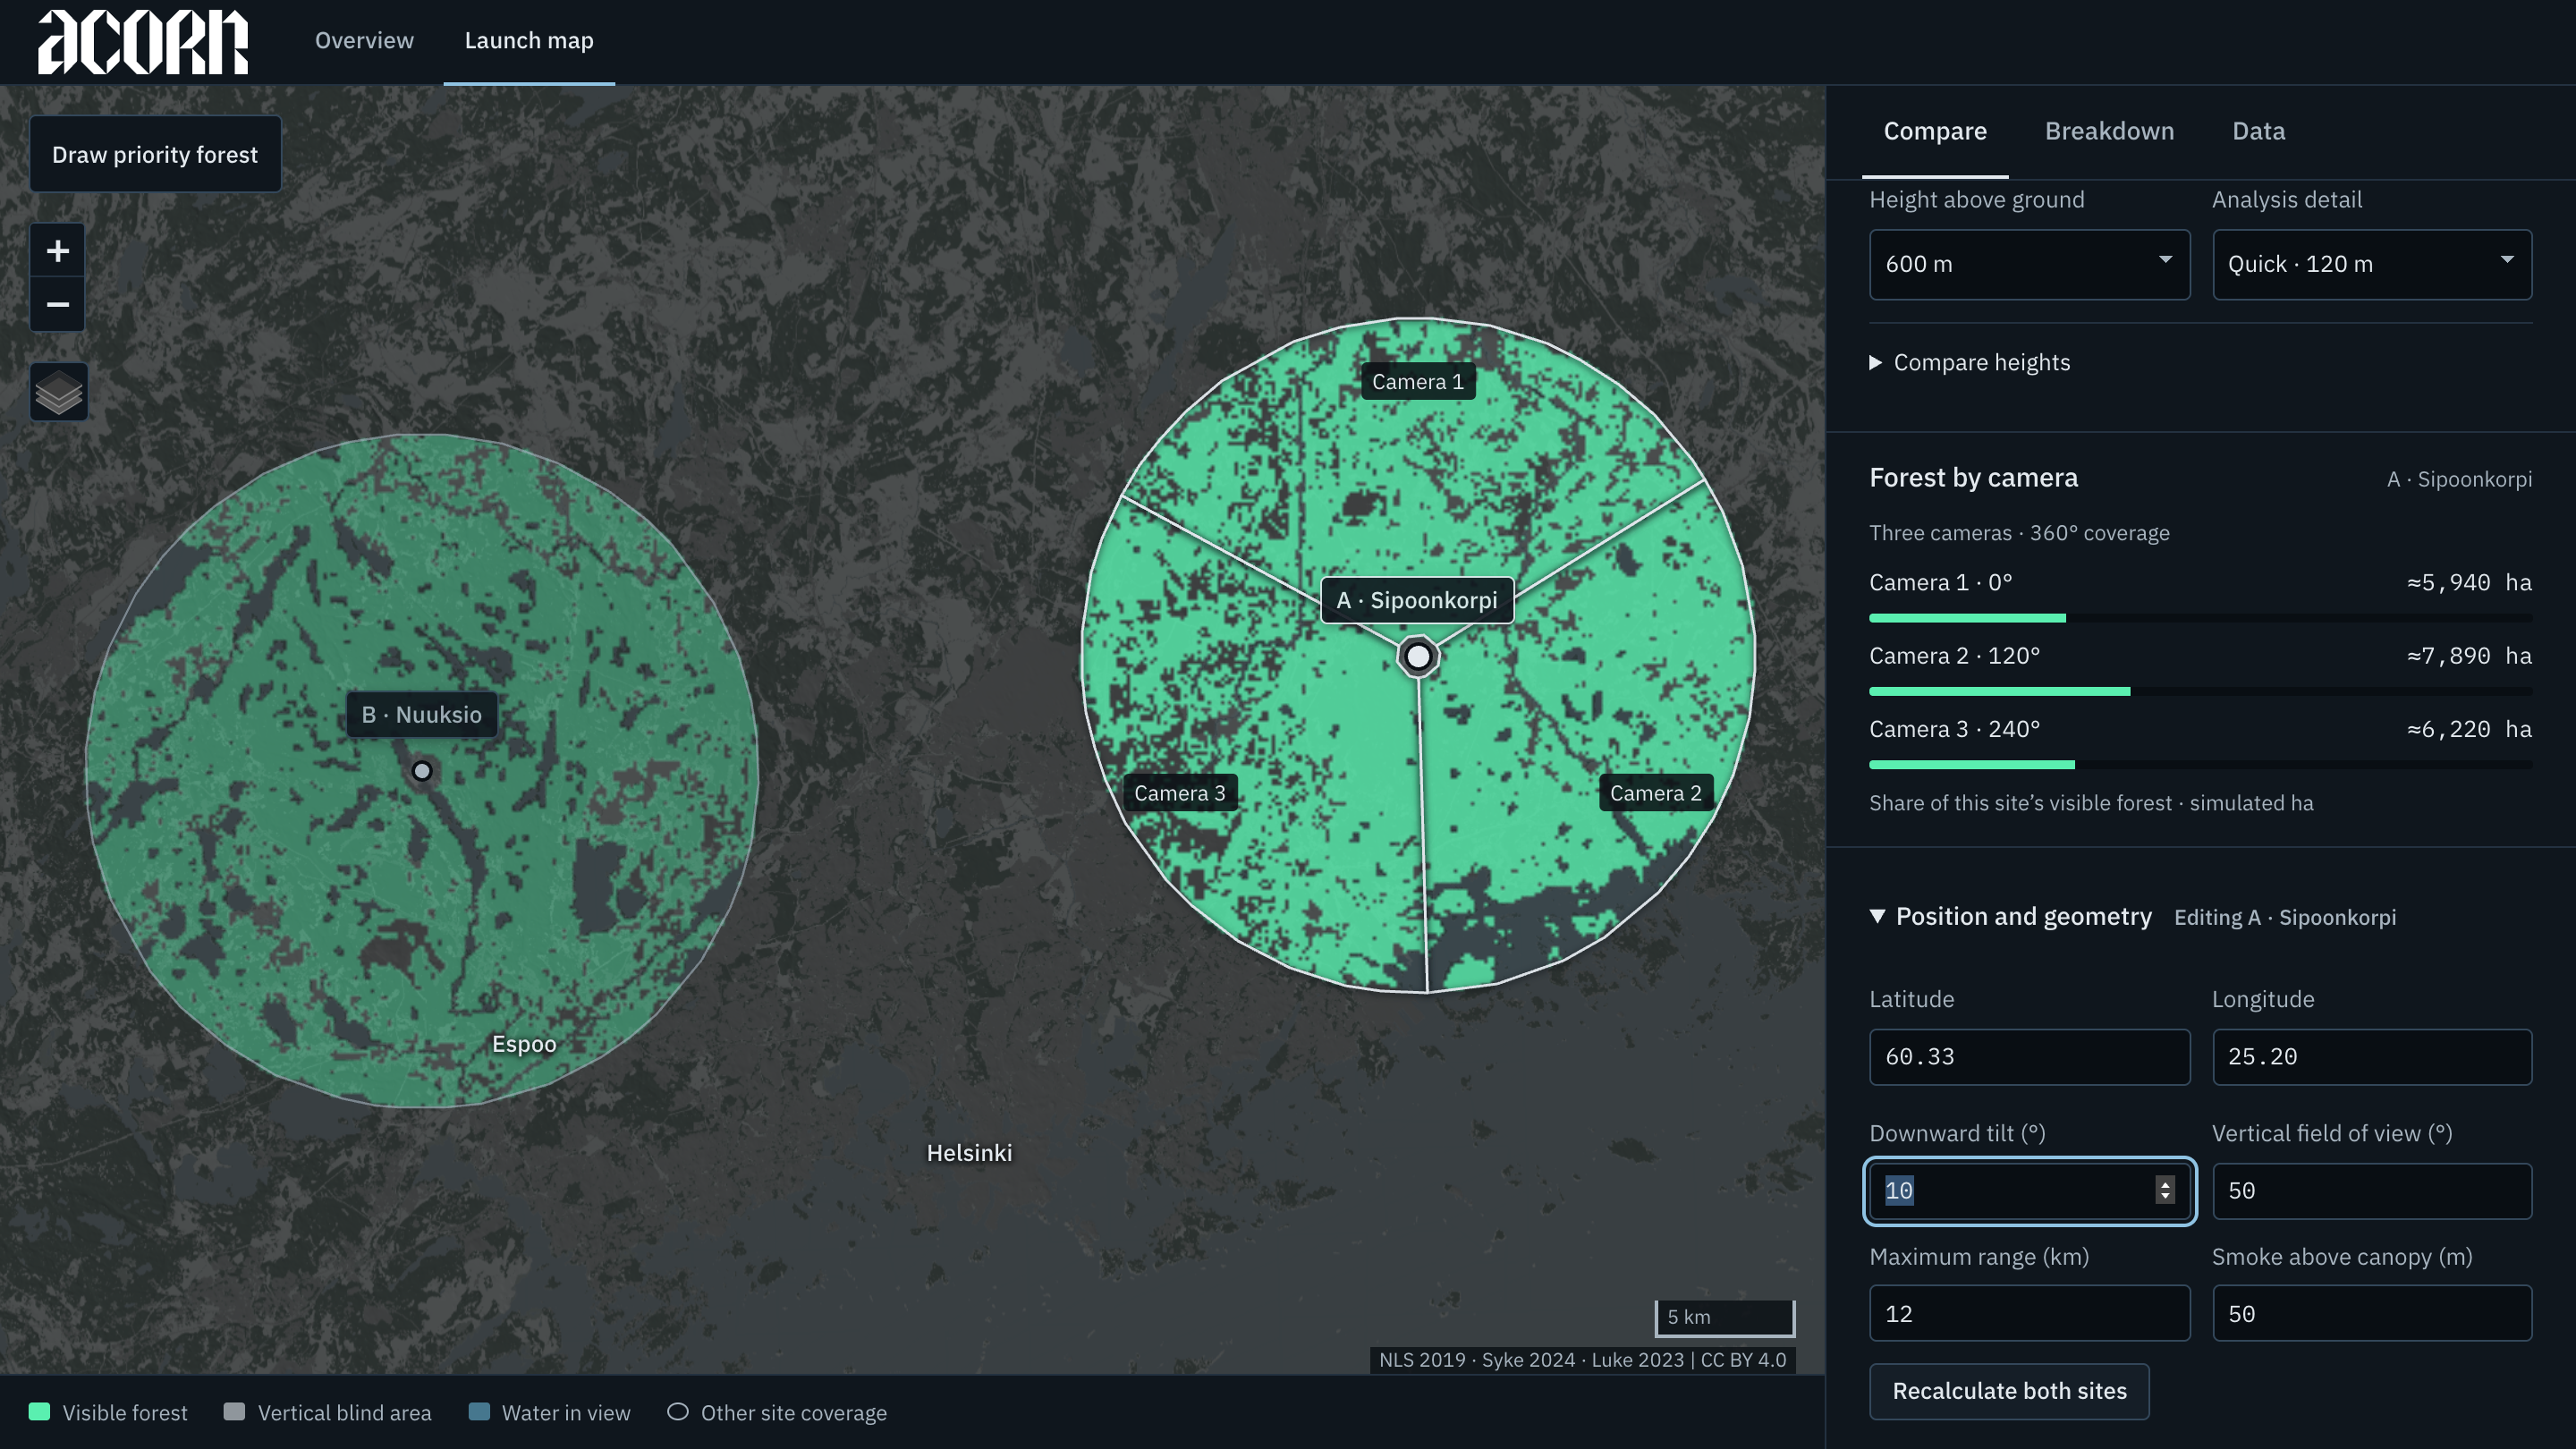 acorn
Overview
Launch map
Draw priority forest
+
−
Camera 1
A · Sipoonkorpi
B · Nuuksio
Camera 3
Camera 2
Espoo
Helsinki
5 km
NLS 2019 · Syke 2024 · Luke 2023 | CC BY 4.0
Visible forest
Vertical blind area
Water in view
Other site coverage
Compare
Breakdown
Data
Height above ground
Analysis detail
600 m
Quick · 120 m
Compare heights
Forest by camera
A · Sipoonkorpi
Three cameras · 360° coverage
Camera 1 · 0°
≈5,940 ha
Camera 2 · 120°
≈7,890 ha
Camera 3 · 240°
≈6,220 ha
Share of this site’s visible forest · simulated ha
Position and geometry
Editing A · Sipoonkorpi
Latitude
Longitude
60.33
25.20
Downward tilt (°)
Vertical field of view (°)
10
50
Maximum range (km)
Smoke above canopy (m)
12
50
Recalculate both sites